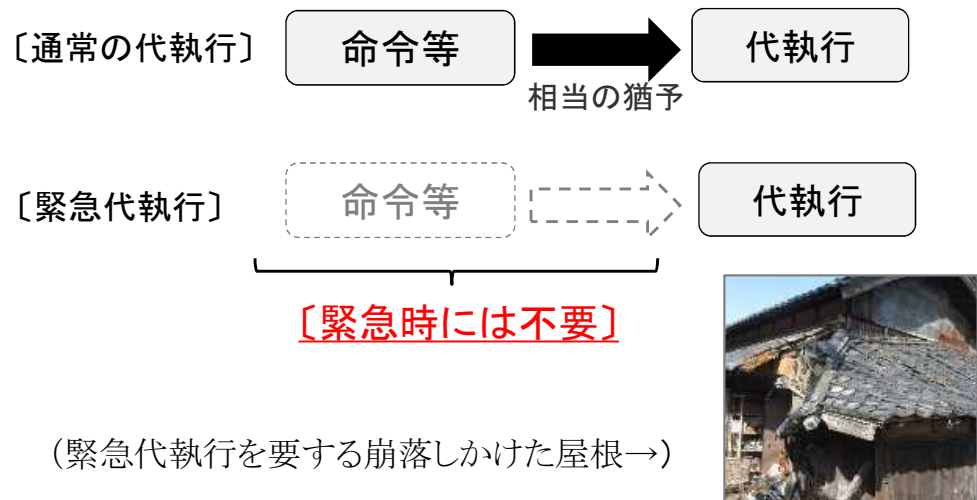 〔通常の代執行〕 命令等 代執行
相当の猶予
〔緊急代執行〕 命令等 代執行
〔緊急時には不要〕
（緊急代執行を要する崩落しかけた屋根→）